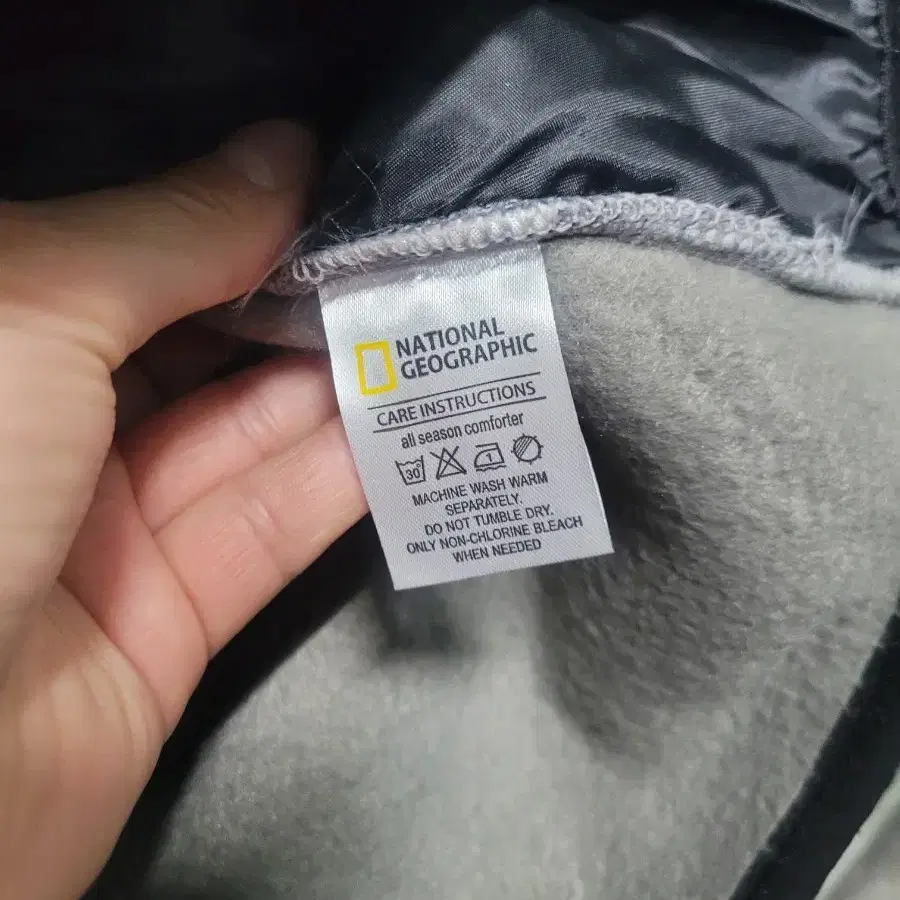 NATIONAL
GEOGRAPHIC
CARE INSTRUCTIONS
all season comforter
30 1
MACHINE WASH WARM
SEPARATELY.
DO NOT TUMBLE DRY.
ONLY NON-CHLORINE BLEACH
WHEN NEEDED